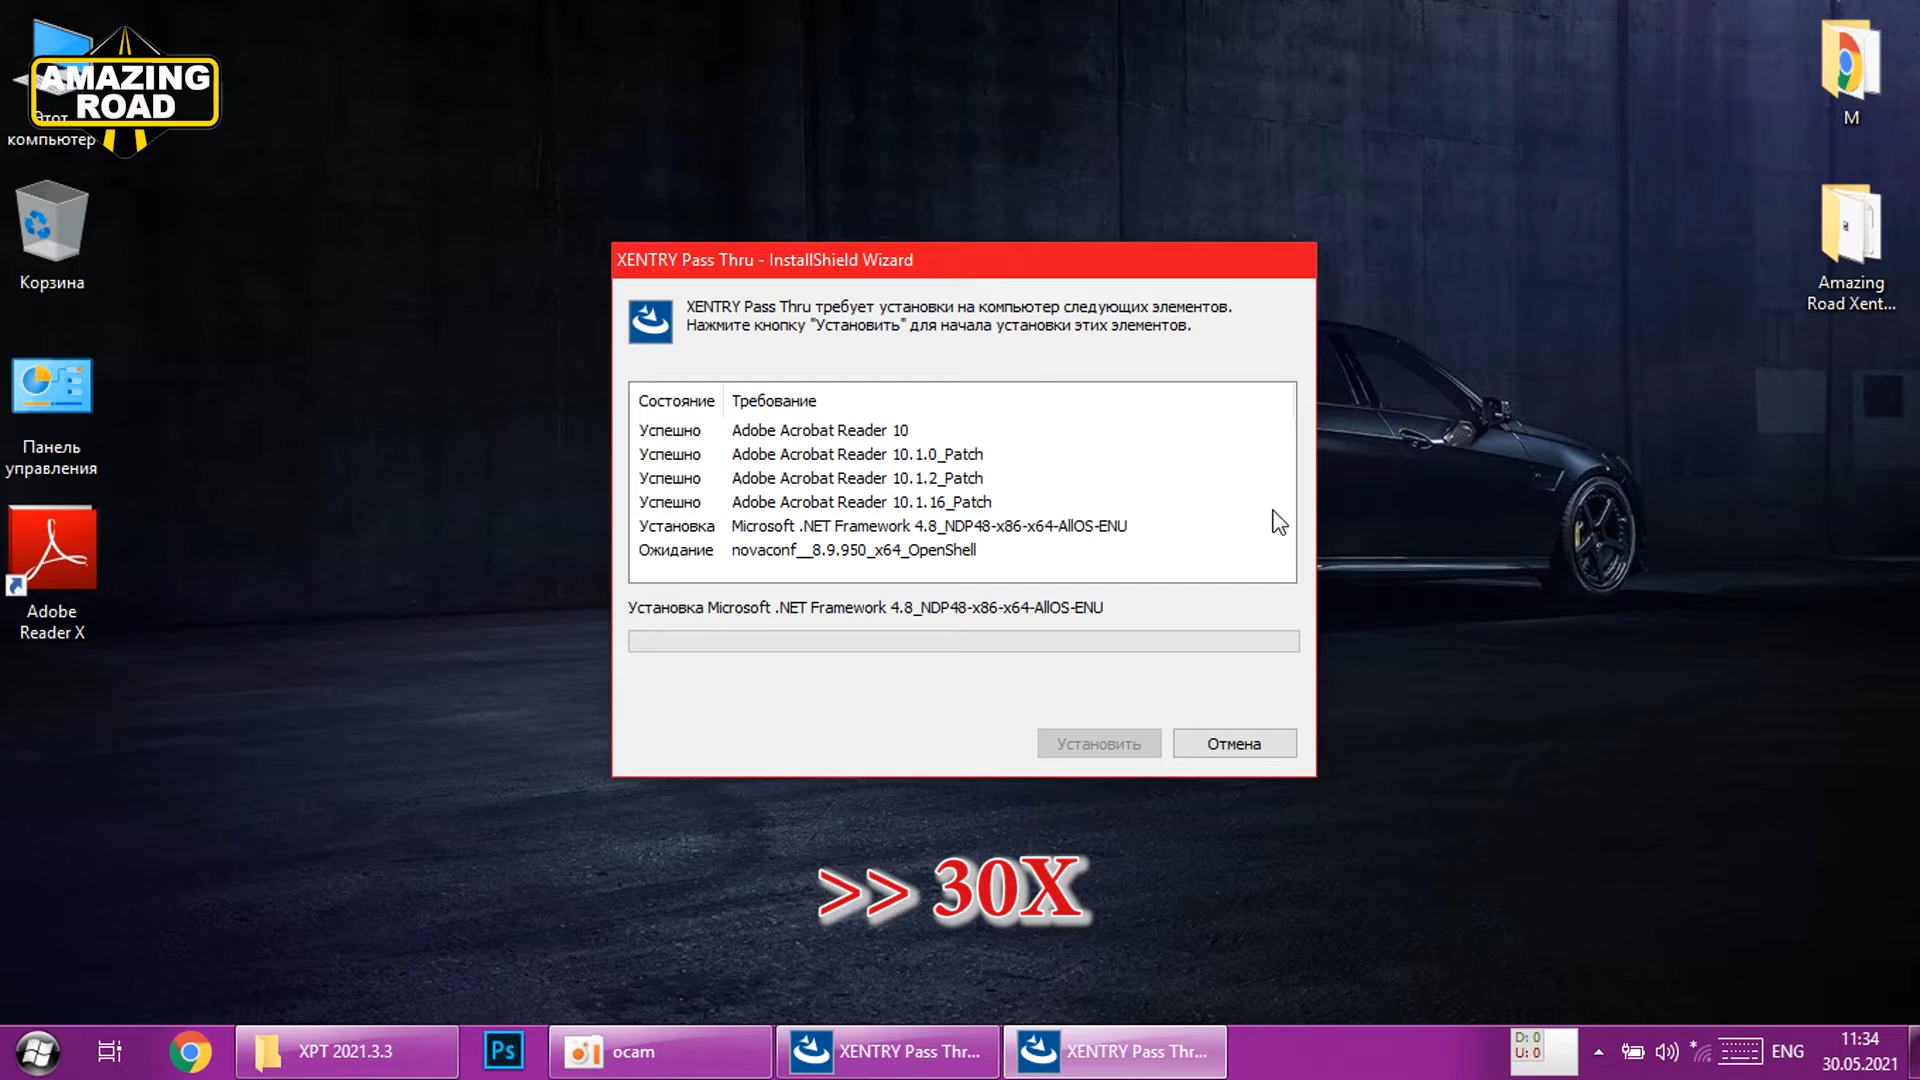 AMAZING
ROAD
Этот
компьютер
Корзина
Панель
управления
Adobe
Reader X
M
Amazing
Road Xent...
XENTRY Pass Thru - InstallShield Wizard
XENTRY Pass Thru требует установки на компьютер следующих элементов.
Нажмите кнопку "Установить" для начала установки этих элементов.
Состояние Требование
Успешно Adobe Acrobat Reader 10
Успешно Adobe Acrobat Reader 10.1.0_Patch
Успешно Adobe Acrobat Reader 10.1.2_Patch
Успешно Adobe Acrobat Reader 10.1.16_Patch
Установка Microsoft .NET Framework 4.8_NDP48-x86-x64-AllOS-ENU
Ожидание novaconf__8.9.950_x64_OpenShell
Установка Microsoft .NET Framework 4.8_NDP48-x86-x64-AllOS-ENU
Установить Отмена
>> 30X
XPT 2021.3.3 Ps ocam XENTRY Pass Thr... XENTRY Pass Thr...
D: 0
U: 0
ENG
11:34
30.05.2021